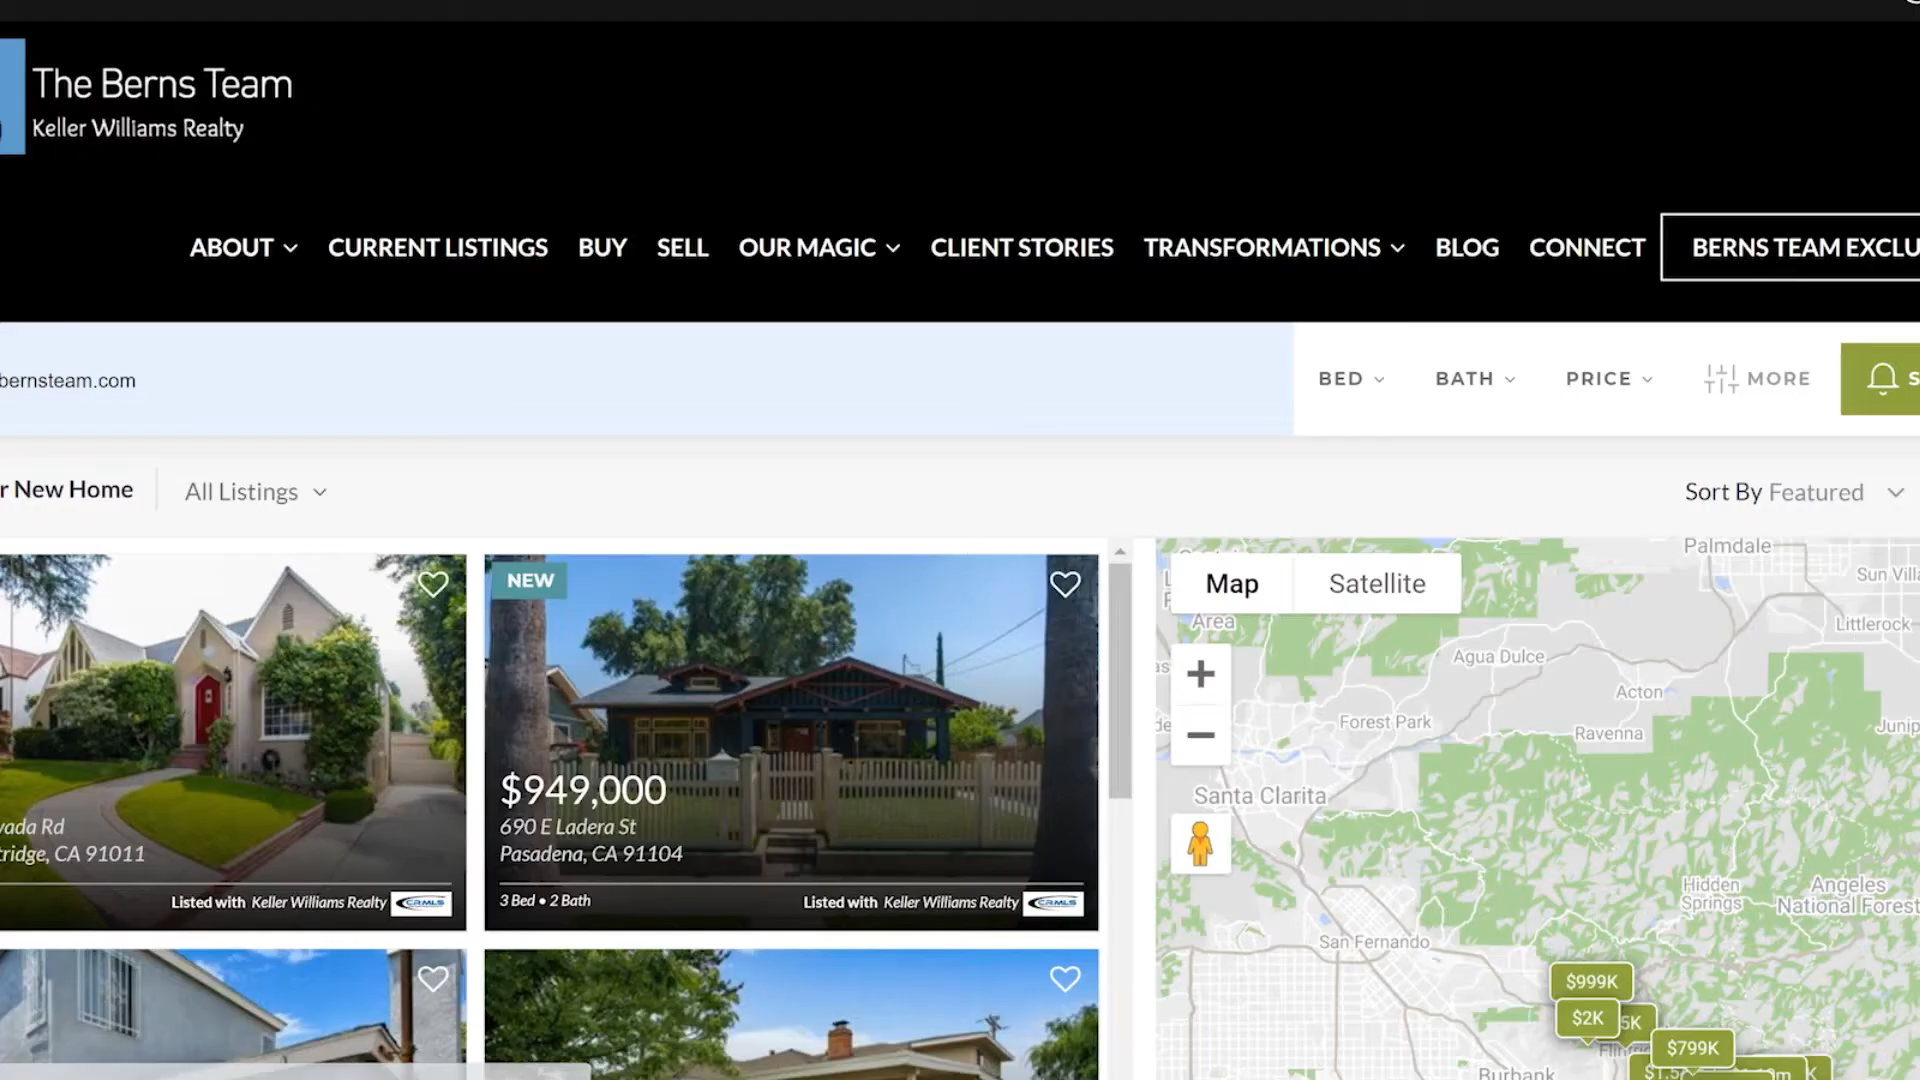 The Berns Team
Keller Williams Realty
ABOUT
CURRENT LISTINGS
BUY
SELL
OUR MAGIC
CLIENT STORIES
TRANSFORMATIONS
BLOG
CONNECT
BERNS TEAM EXCLU
bernsteam.com
BED
BATH
PRICE
MORE
S
r New Home
All Listings
Sort By Featured
vada Rd
tridge, CA 91011
Listed with Keller Williams Realty
CRMLS
NEW
$949,000
690 E Ladera St
Pasadena, CA 91104
3 Bed • 2 Bath
Listed with Keller Williams Realty
CRMLS
Map
Satellite
Palmdale
Sun Villa
Area
Littlerock
Agua Dulce
Acton
Forest Park
Ravenna
Junip
Santa Clarita
Hidden
Springs
Angeles
National Forest
San Fernando
$999K
$2K
5K
$799K
Burbank